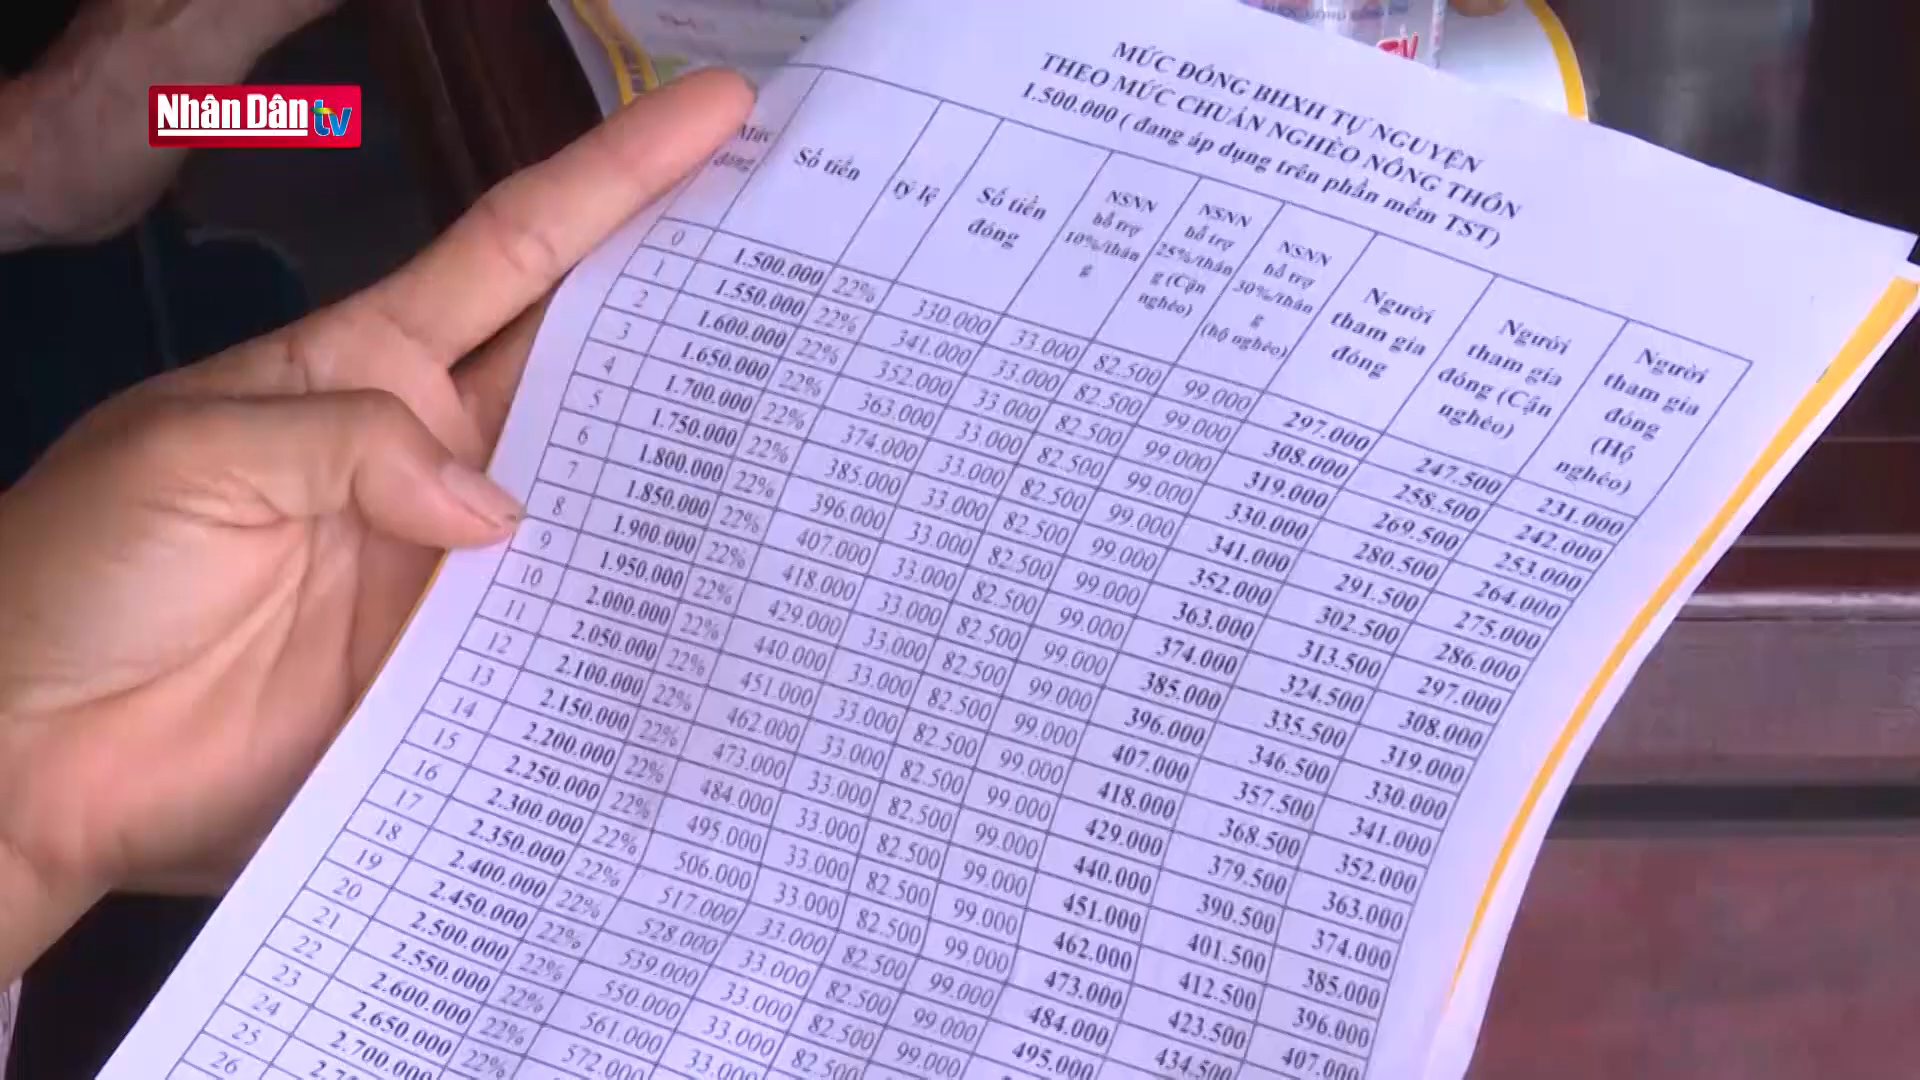 Nhân Dân tv
MỨC ĐÓNG BHXH TỰ NGUYỆN
THEO MỨC CHUẨN NGHÈO NÔNG THÔN
1.500.000 ( đang áp dụng trên phần mềm TST)
Mức đóng Số tiền tỷ lệ Số tiền đóng NSNN hỗ trợ 10%/tháng NSNN hỗ trợ 25%/tháng (Cận nghèo) NSNN hỗ trợ 30%/tháng (hộ nghèo) Người tham gia đóng Người tham gia đóng (Cận nghèo) Người tham gia đóng (Hộ nghèo)
0 1.500.000 22% 330.000 33.000 82.500 99.000 297.000 247.500 231.000
1 1.550.000 22% 341.000 33.000 82.500 99.000 308.000 258.500 242.000
2 1.600.000 22% 352.000 33.000 82.500 99.000 319.000 269.500 253.000
3 1.650.000 22% 363.000 33.000 82.500 99.000 330.000 280.500 264.000
4 1.700.000 22% 374.000 33.000 82.500 99.000 341.000 291.500 275.000
5 1.750.000 22% 385.000 33.000 82.500 99.000 352.000 302.500 286.000
6 1.800.000 22% 396.000 33.000 82.500 99.000 363.000 313.500 297.000
7 1.850.000 22% 407.000 33.000 82.500 99.000 374.000 324.500 308.000
8 1.900.000 22% 418.000 33.000 82.500 99.000 385.000 335.500 319.000
9 1.950.000 22% 429.000 33.000 82.500 99.000 396.000 346.500 330.000
10 2.000.000 22% 440.000 33.000 82.500 99.000 407.000 357.500 341.000
11 2.050.000 22% 451.000 33.000 82.500 99.000 418.000 368.500 352.000
12 2.100.000 22% 462.000 33.000 82.500 99.000 429.000 379.500 363.000
13 2.150.000 22% 473.000 33.000 82.500 99.000 440.000 390.500 374.000
14 2.200.000 22% 484.000 33.000 82.500 99.000 451.000 401.500 385.000
15 2.250.000 22% 495.000 33.000 82.500 99.000 462.000 412.500 396.000
16 2.300.000 22% 506.000 33.000 82.500 99.000 473.000 423.500 407.000
17 2.350.000 22% 517.000 33.000 82.500 99.000 484.000 434.500
18 2.400.000 22% 528.000 33.000 82.500 99.000 495.000
19 2.450.000 22% 539.000 33.000 82.500
20 2.500.000 22% 550.000 33.000
21 2.550.000 22% 561.000
22 2.600.000 22% 572.000
23 2.650.000
24 2.700.000
25
26